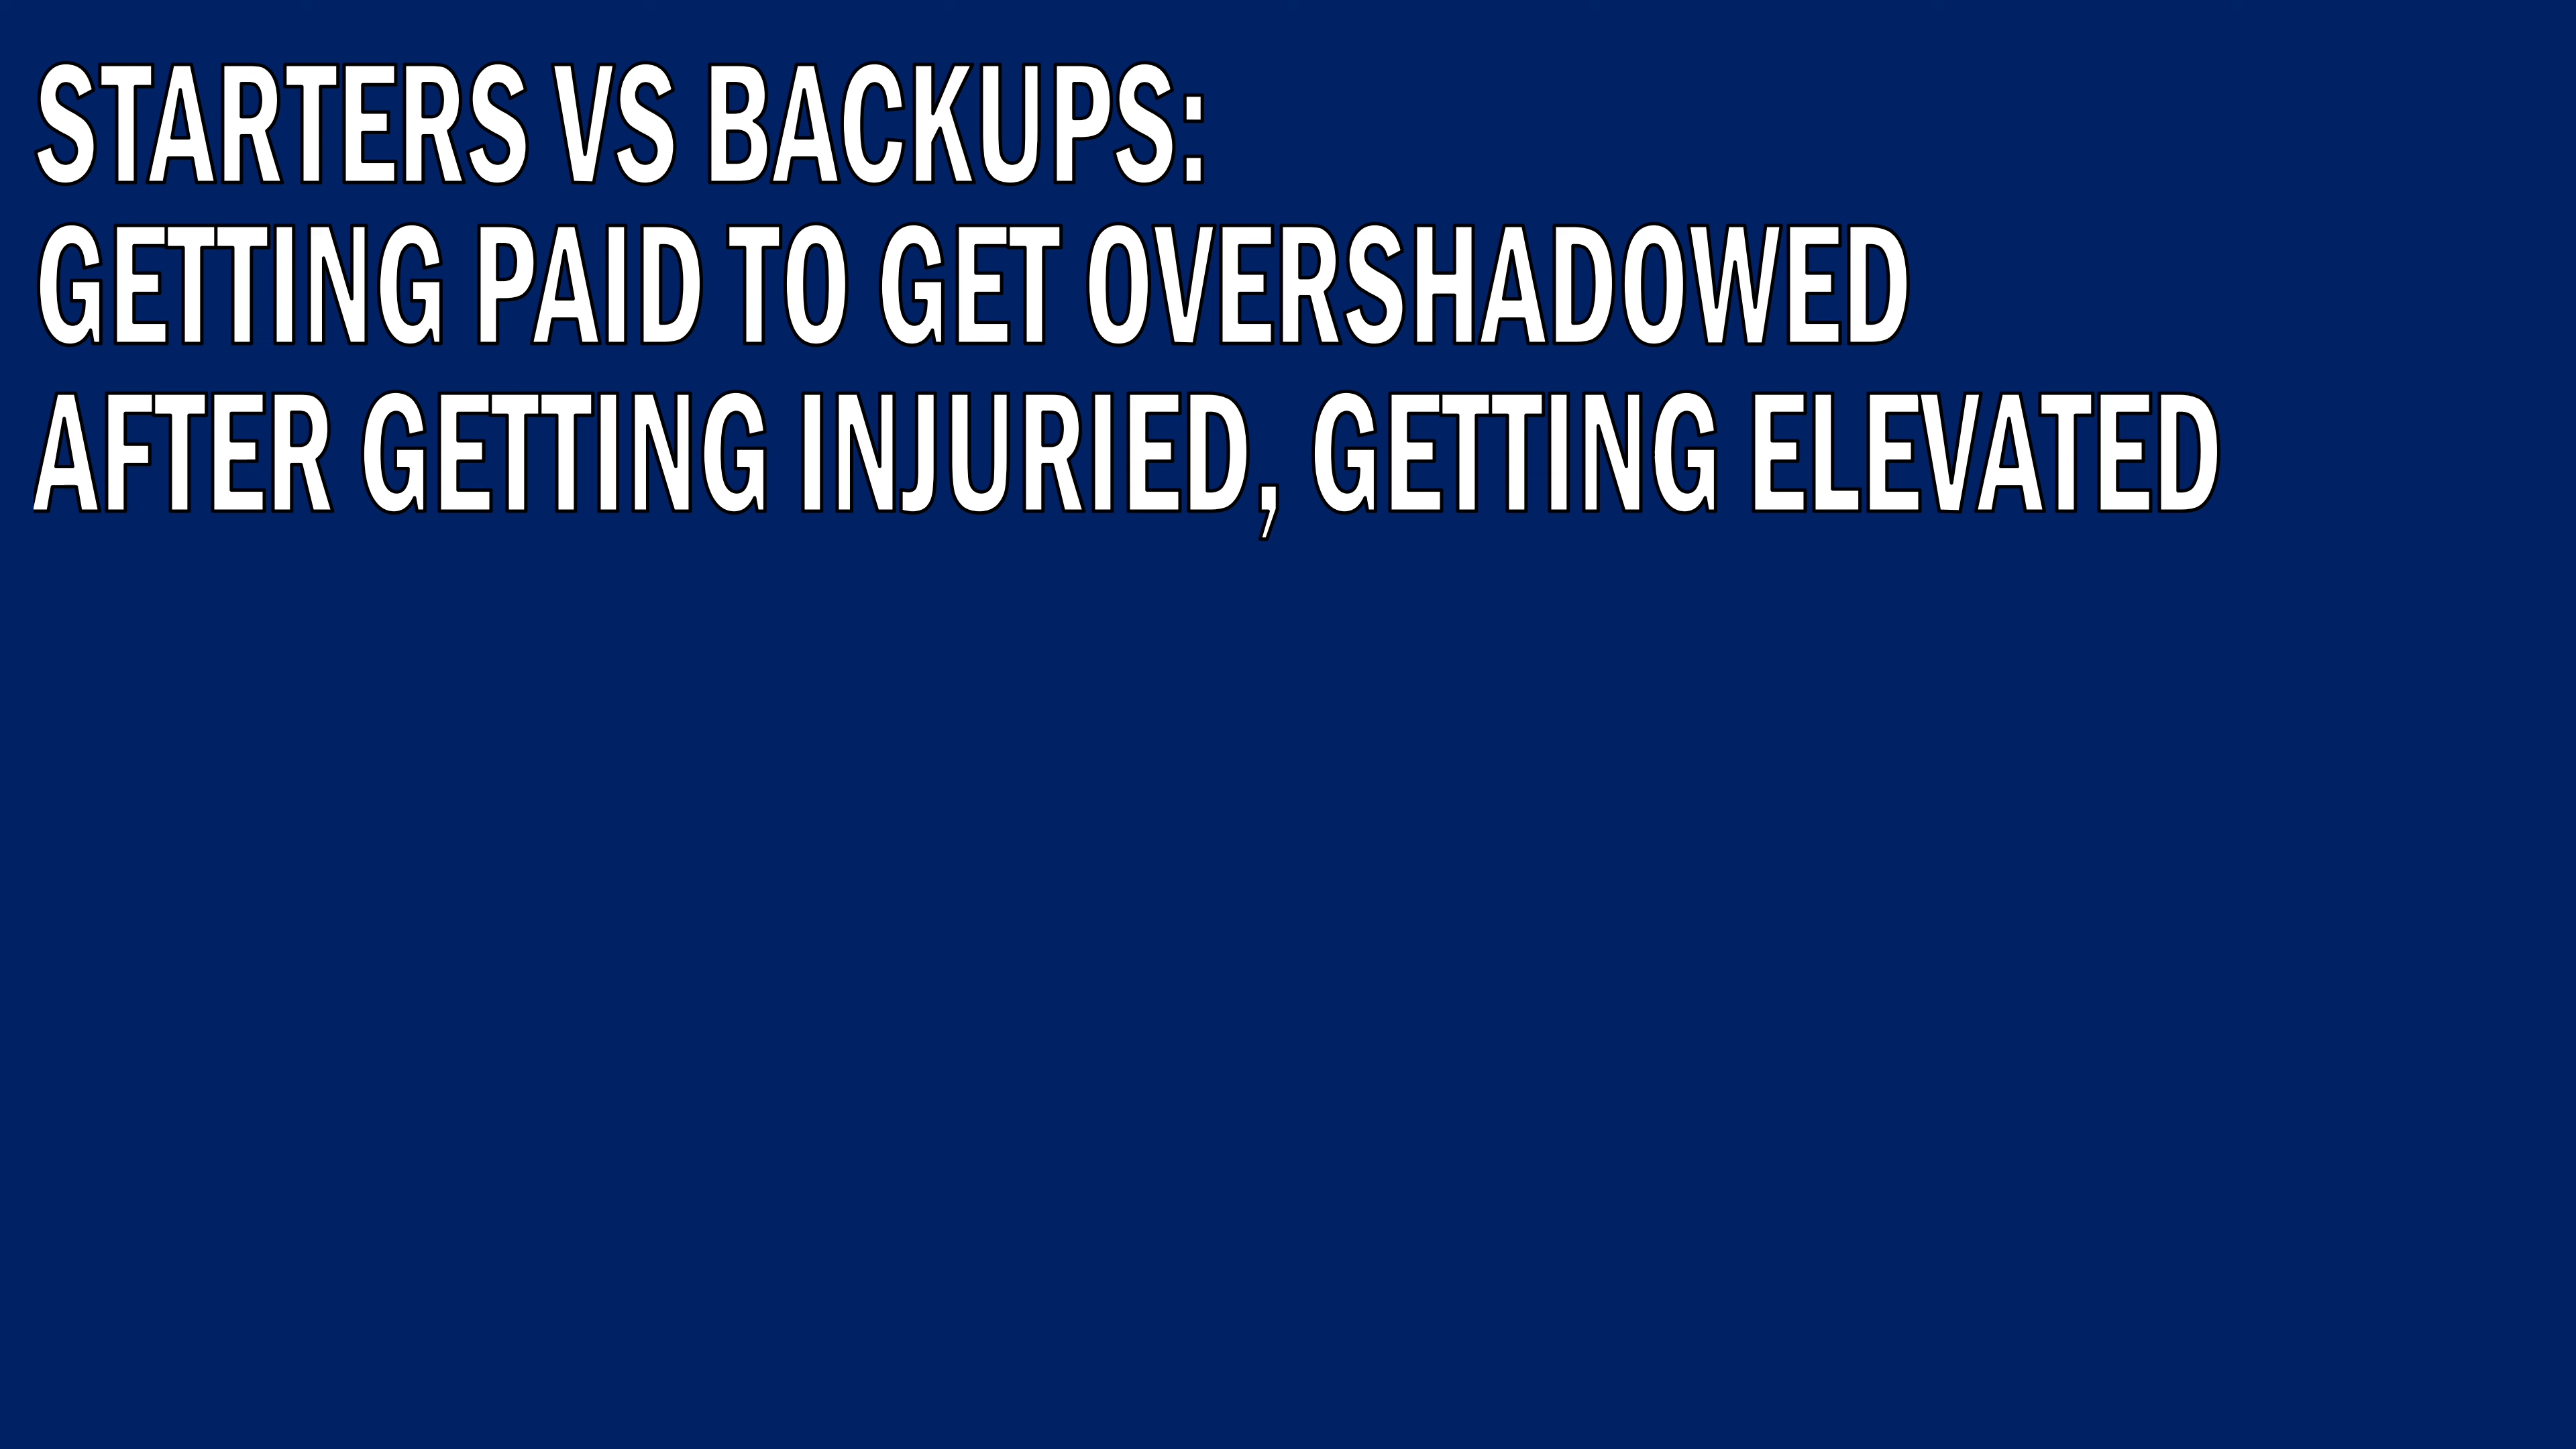 STARTERS VS BACKUPS:
GETTING PAID TO GET OVERSHADOWED
AFTER GETTING INJURIED, GETTING ELEVATED